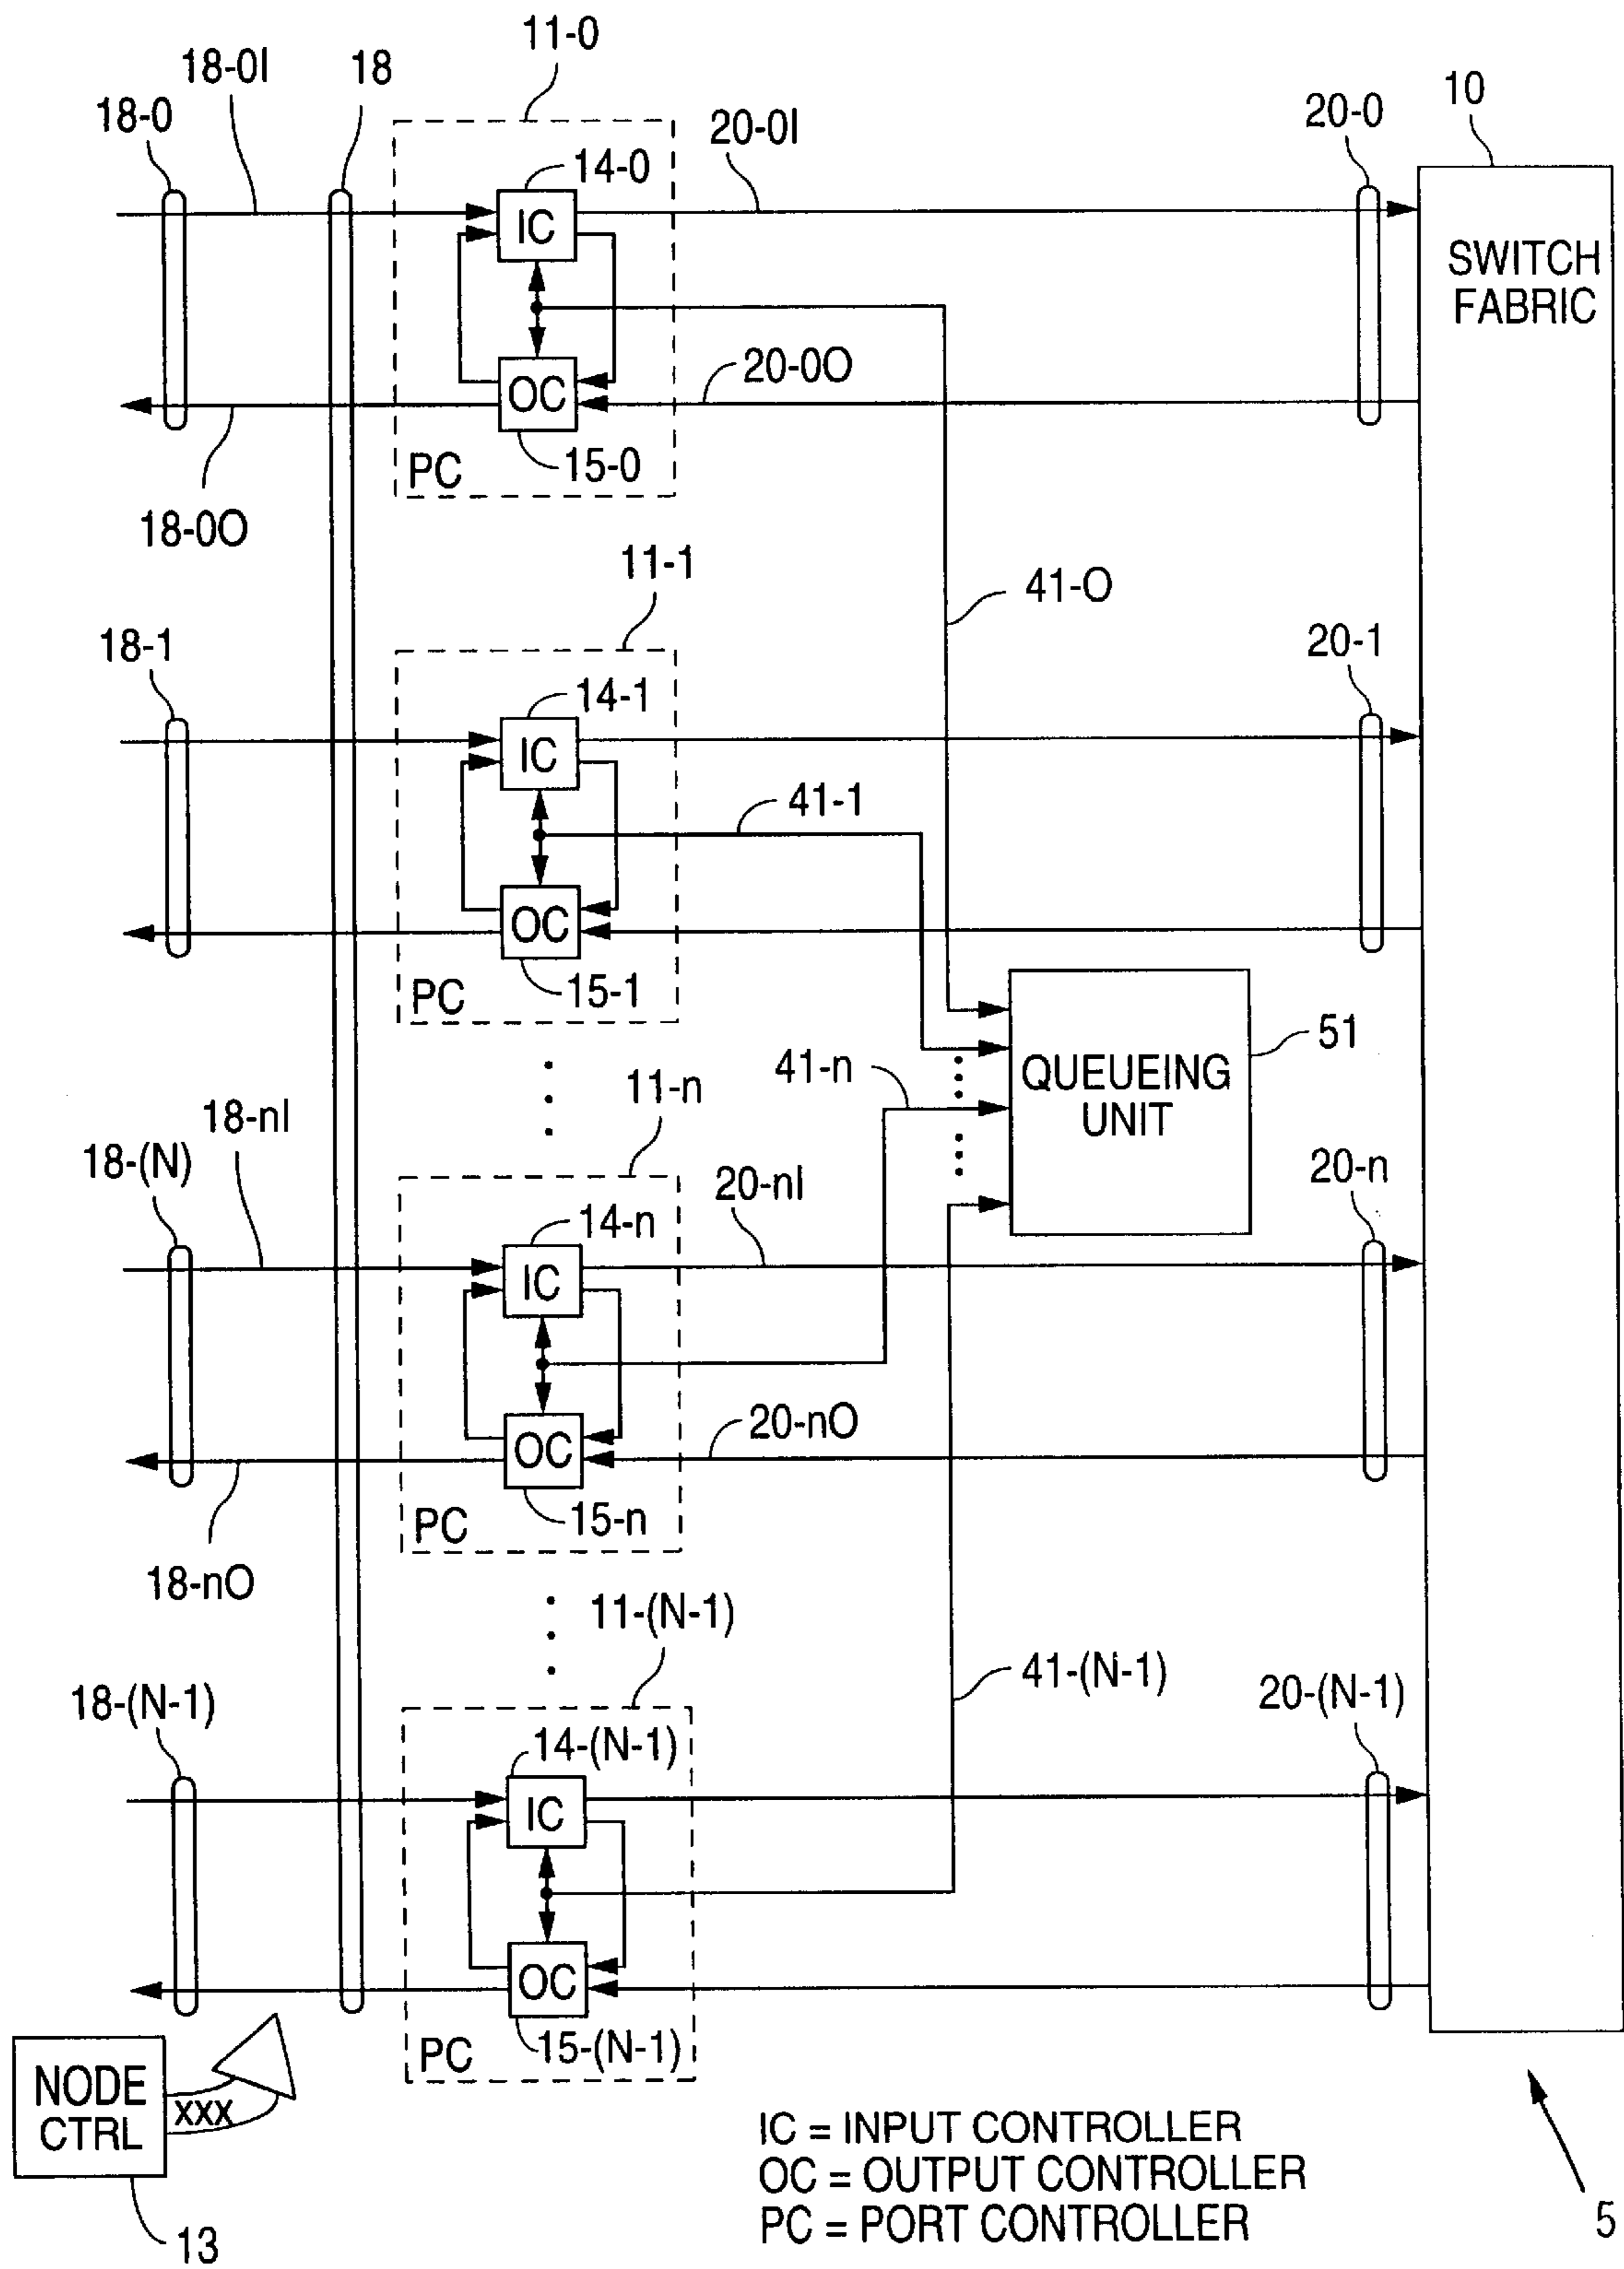 11-0
18-0I
18
10
18-0
20-0I
20-0
14-0
IC
SWITCH
FABRIC
20-0O
OC
15-0
PC
18-0O
11-1
41-O
18-1
20-1
14-1
IC
41-1
OC
15-1
PC
51
QUEUEING
UNIT
41-n
11-n
18-nI
18-(N)
20-nI
20-n
14-n
IC
20-nO
OC
15-n
PC
18-nO
11-(N-1)
41-(N-1)
18-(N-1)
20-(N-1)
14-(N-1)
IC
OC
15-(N-1)
PC
NODE
CTRL
XXX
13
IC = INPUT CONTROLLER
OC = OUTPUT CONTROLLER
PC = PORT CONTROLLER
5